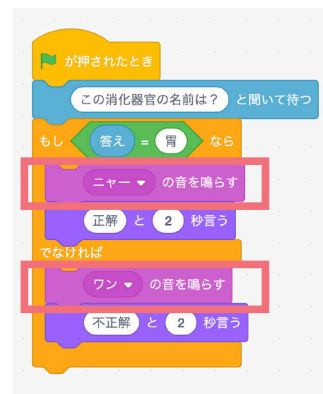 が押されたとき
この消化器官の名前は？ と聞いて待つ
もし 答え = 胃 なら
ニャー の音を鳴らす
正解 と 2 秒言う
でなければ
ワン の音を鳴らす
不正解 と 2 秒言う